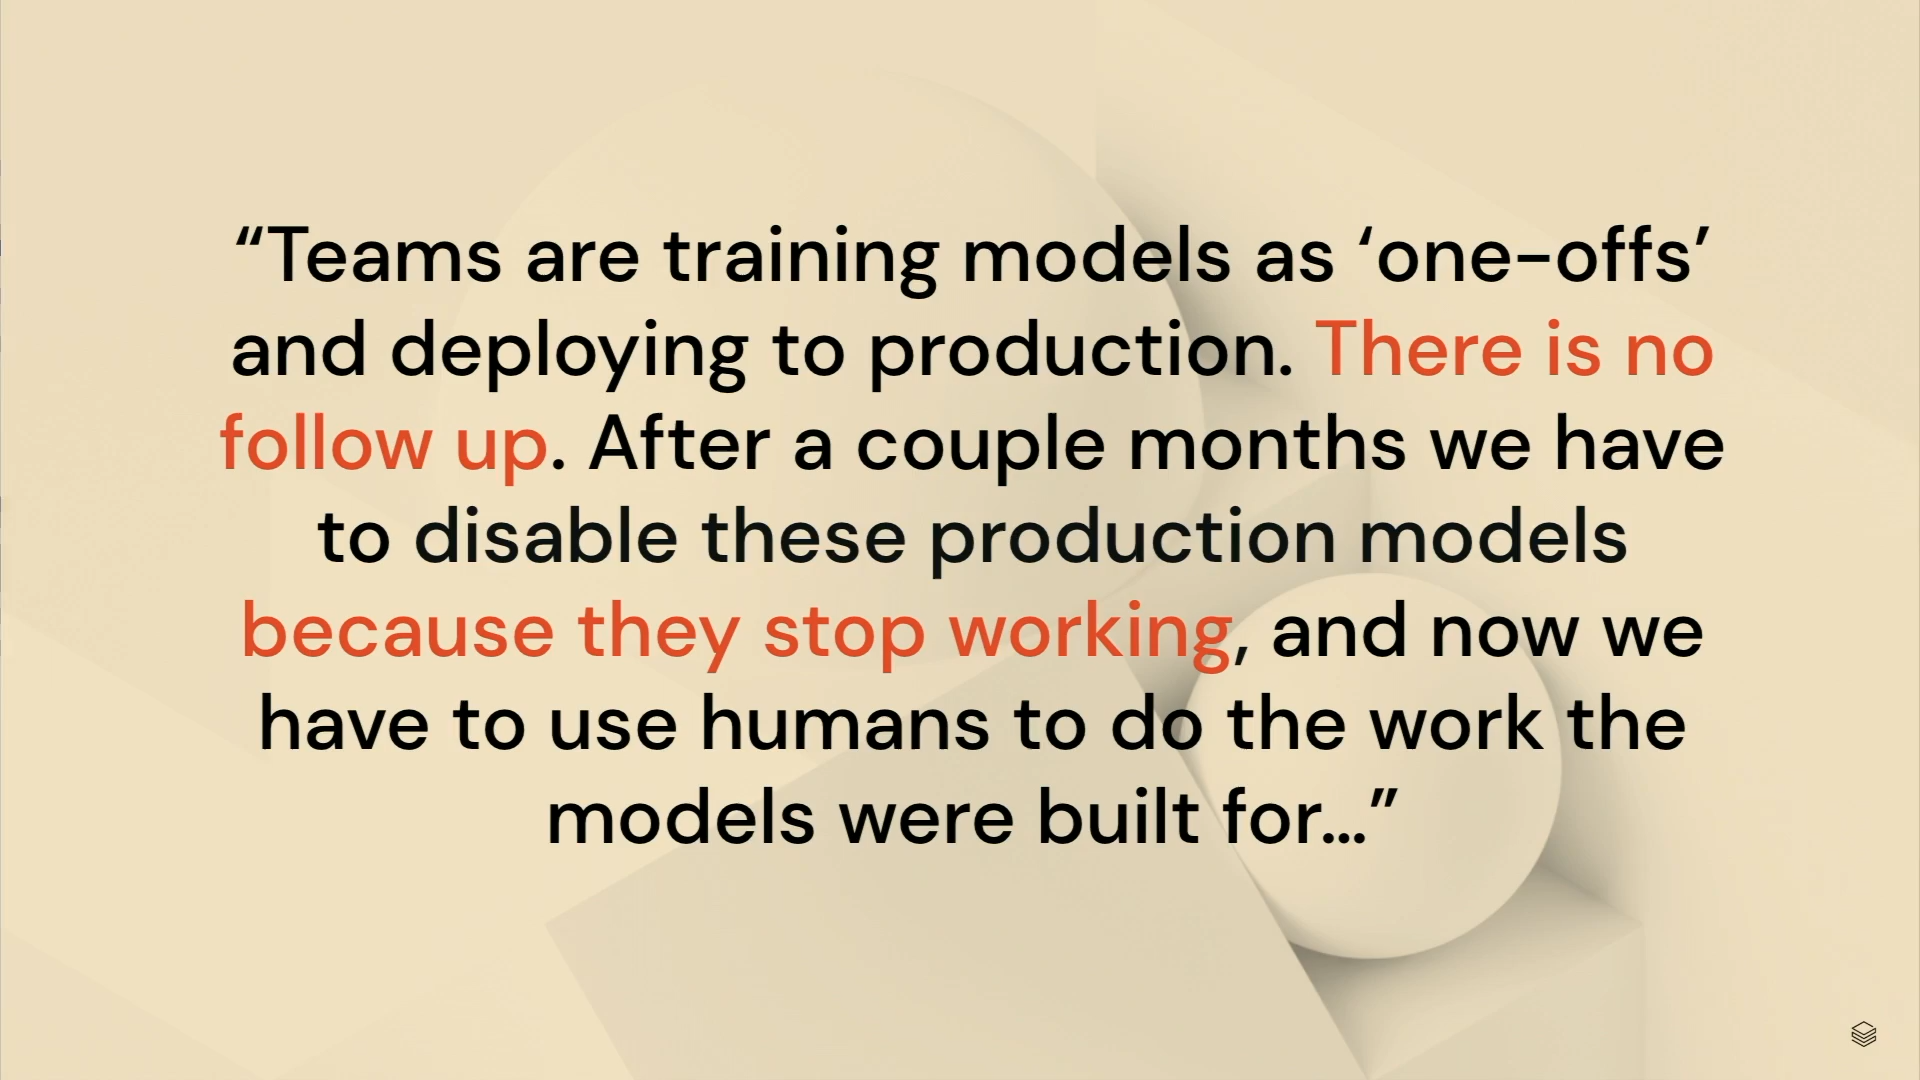 “Teams are training models as ‘one-offs’
and deploying to production. There is no
follow up. After a couple months we have
to disable these production models
because they stop working, and now we
have to use humans to do the work the
models were built for…”